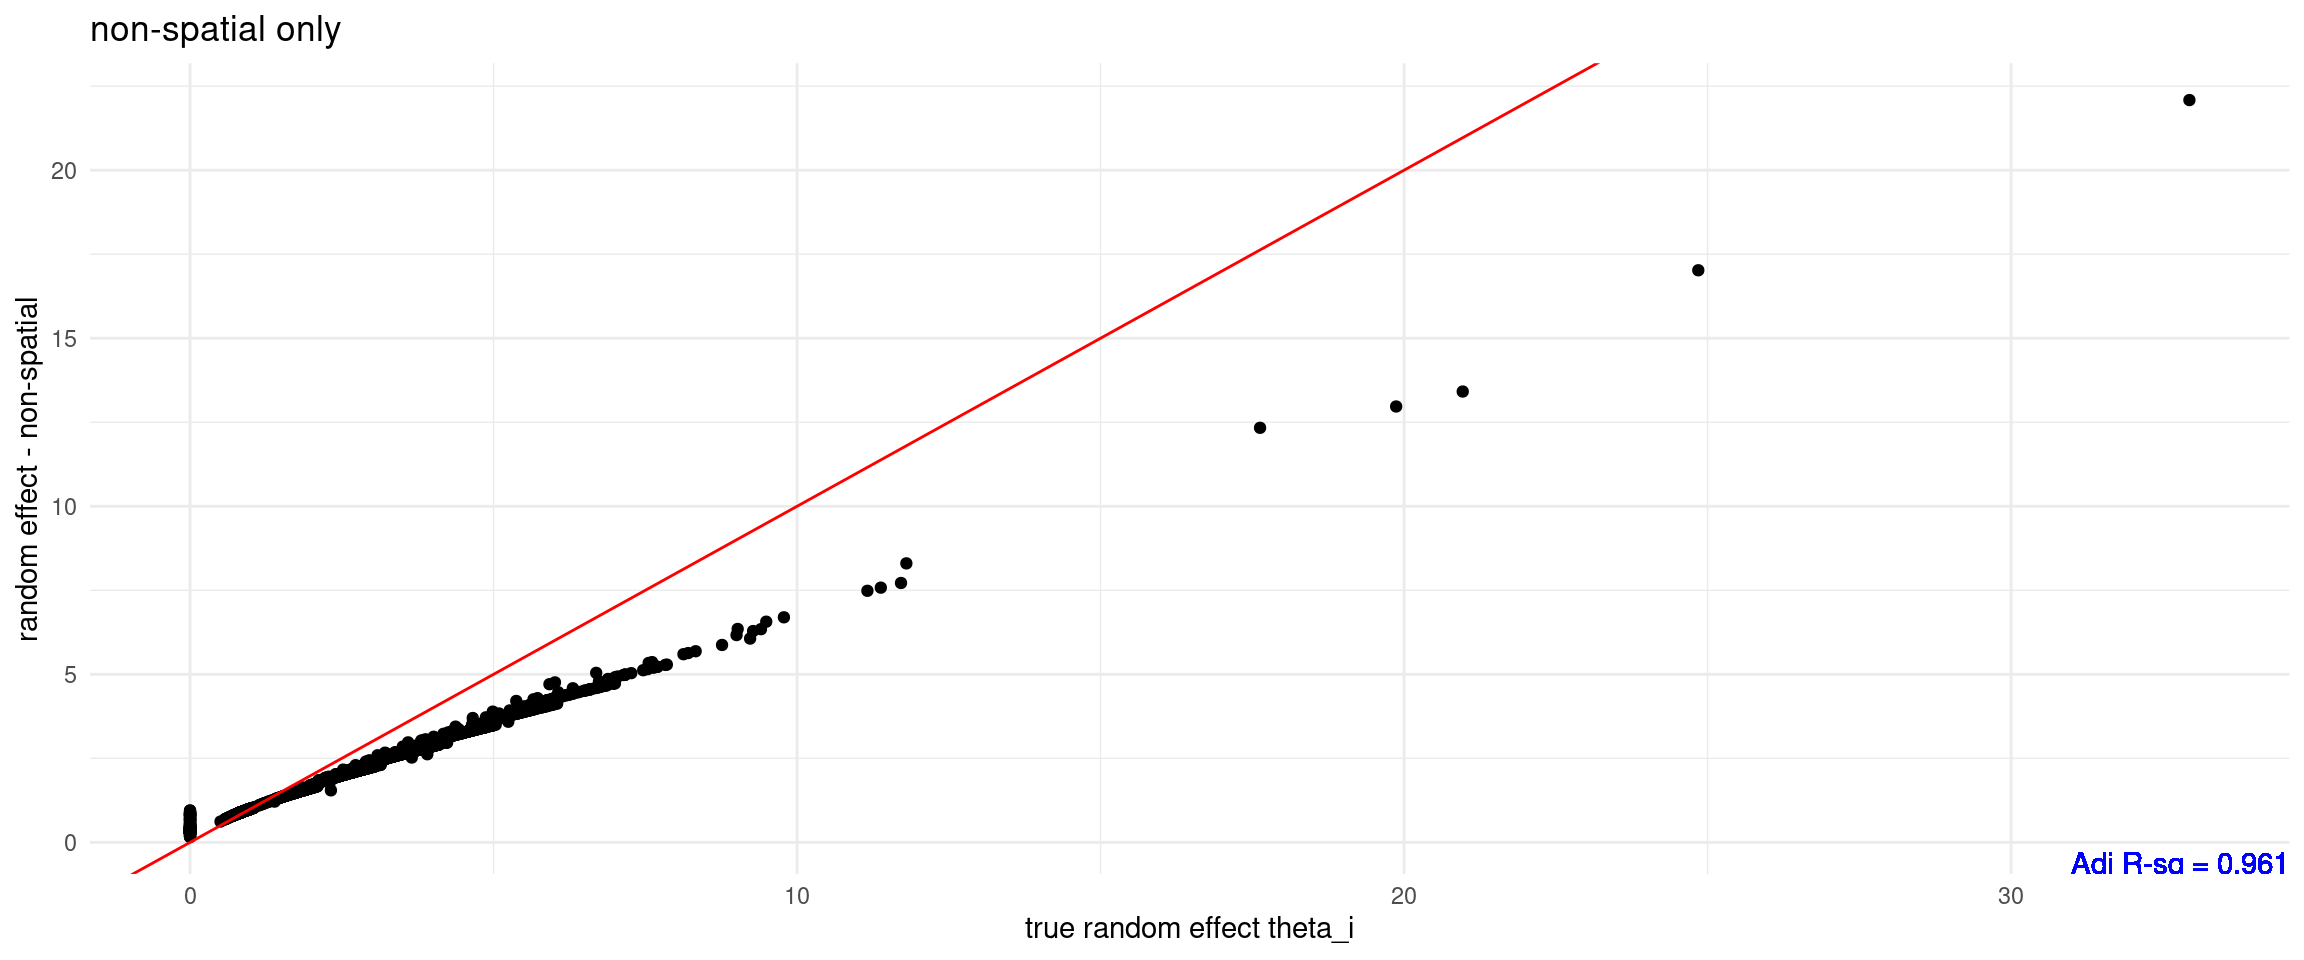 non-spatial only
random effect - non-spatial
20
15
10
5
0
Adj R-sq = 0.961
0
10
20
30
true random effect theta_i